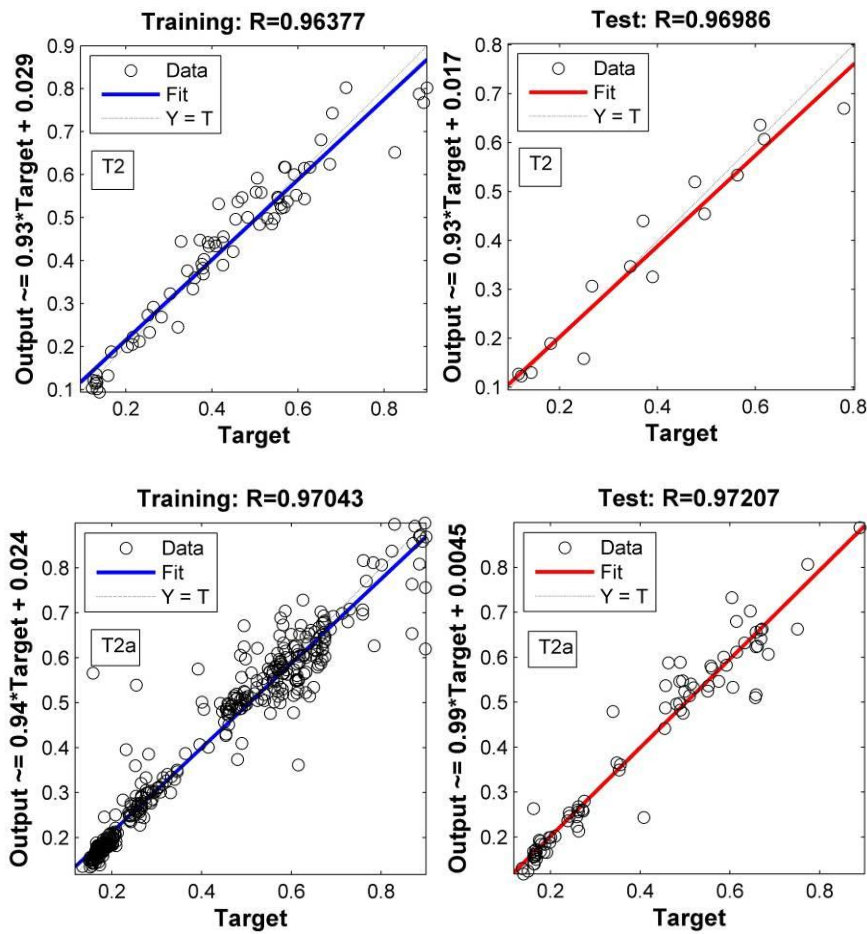 Training: R=0.96377
Output ~= 0.93*Target + 0.029
0.9
0.8
0.7
0.6
0.5
0.4
0.3
0.2
0.1
Data
Fit
Y = T
T2
0.2
0.4
0.6
0.8
Target
Test: R=0.96986
Output ~= 0.93*Target + 0.017
0.8
0.7
0.6
0.5
0.4
0.3
0.2
0.1
Data
Fit
Y = T
T2
0.2
0.4
0.6
0.8
Target
Training: R=0.97043
Output ~= 0.94*Target + 0.024
0.9
0.8
0.7
0.6
0.5
0.4
0.3
0.2
Data
Fit
Y = T
T2a
0.2
0.4
0.6
0.8
Target
Test: R=0.97207
Output ~= 0.99*Target + 0.0045
0.8
0.7
0.6
0.5
0.4
0.3
0.2
Data
Fit
Y = T
T2a
0.2
0.4
0.6
0.8
Target